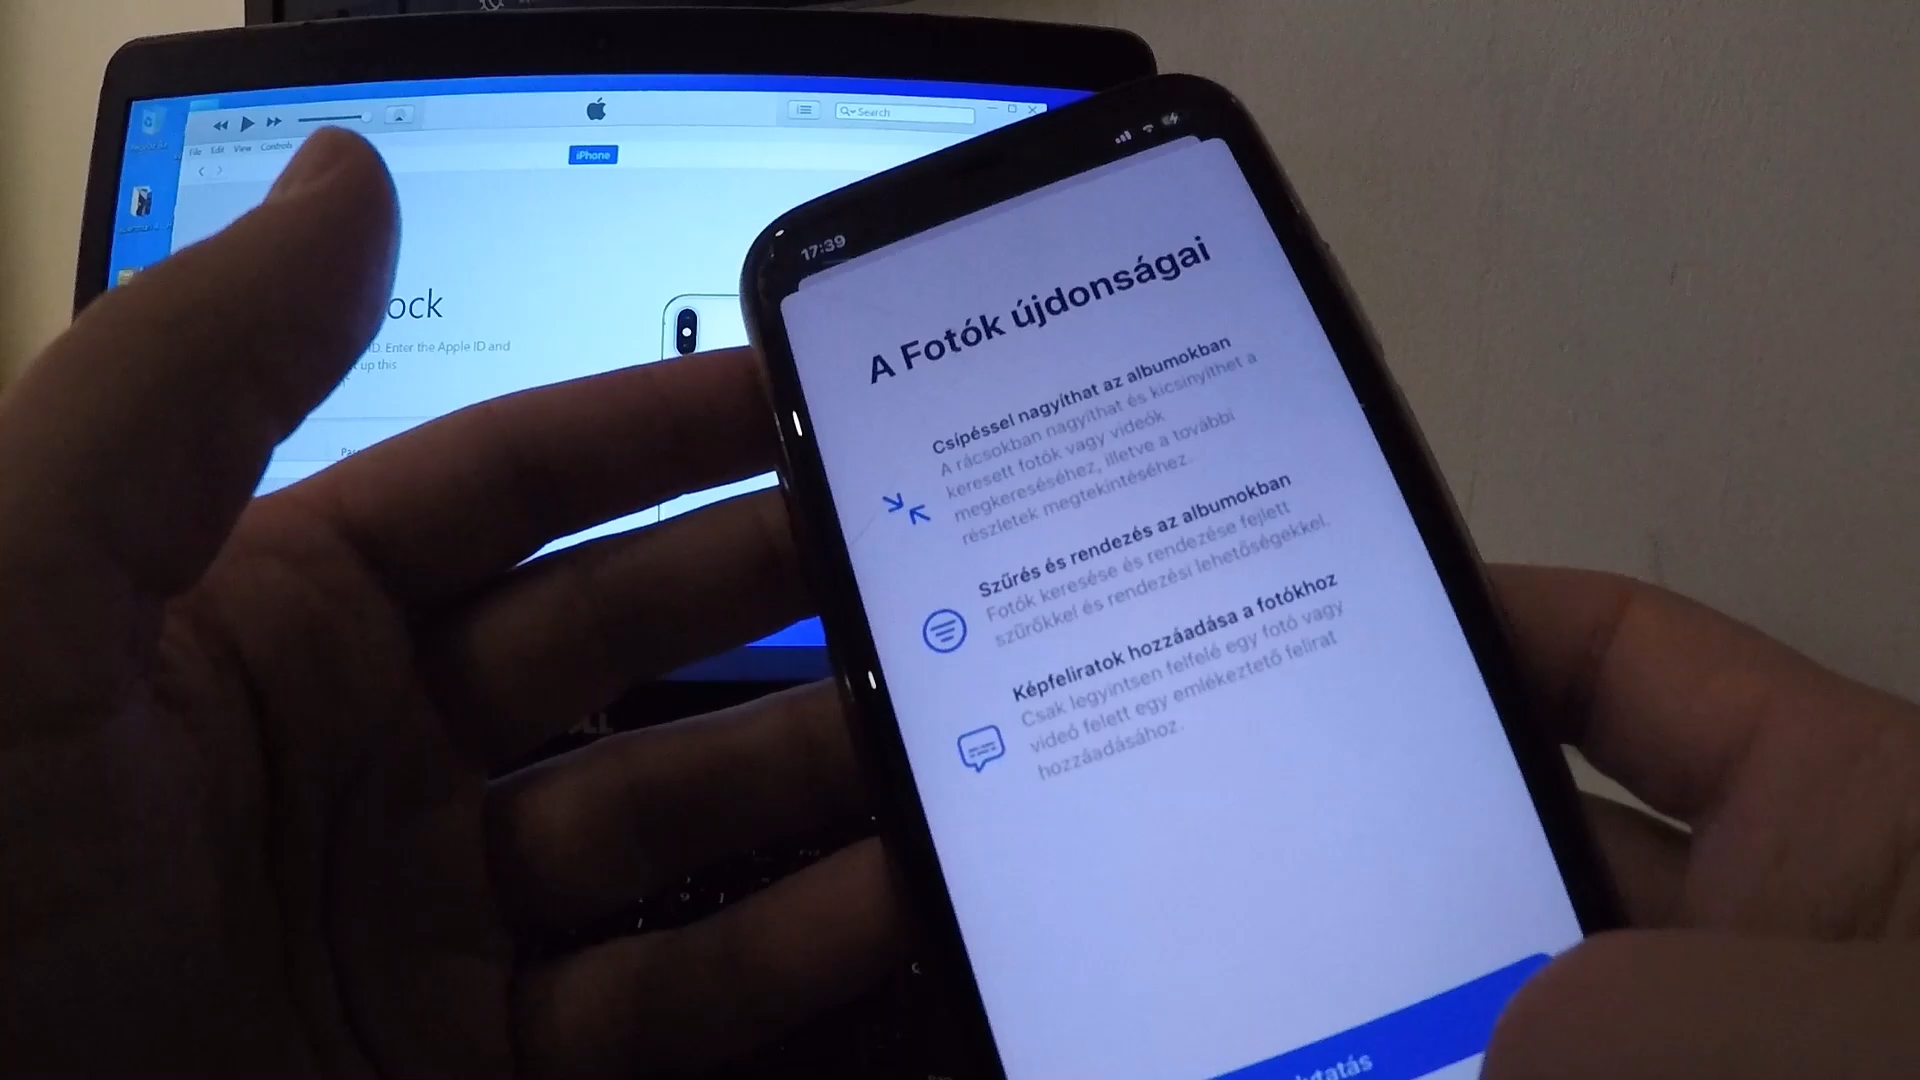 Search
File Edit View Controls
iPhone
ock
ID. Enter the Apple ID and
up this
17:39
A Fotók újdonságai
Csípéssel nagyíthat az albumokban
A rácsokban nagyíthat és kicsinyíthet a
keresett fotók vagy videók
megkereséséhez, illetve a további
részletek megtekintéséhez.
Szűrés és rendezés az albumokban
Fotók keresése és rendezése fejlett
szűrőkkel és rendezési lehetőségekkel.
Képfeliratok hozzáadása a fotókhoz
Csak legyintsen felfelé egy fotó vagy
videó felett egy emlékeztető felirat
hozzáadásához.
tatás